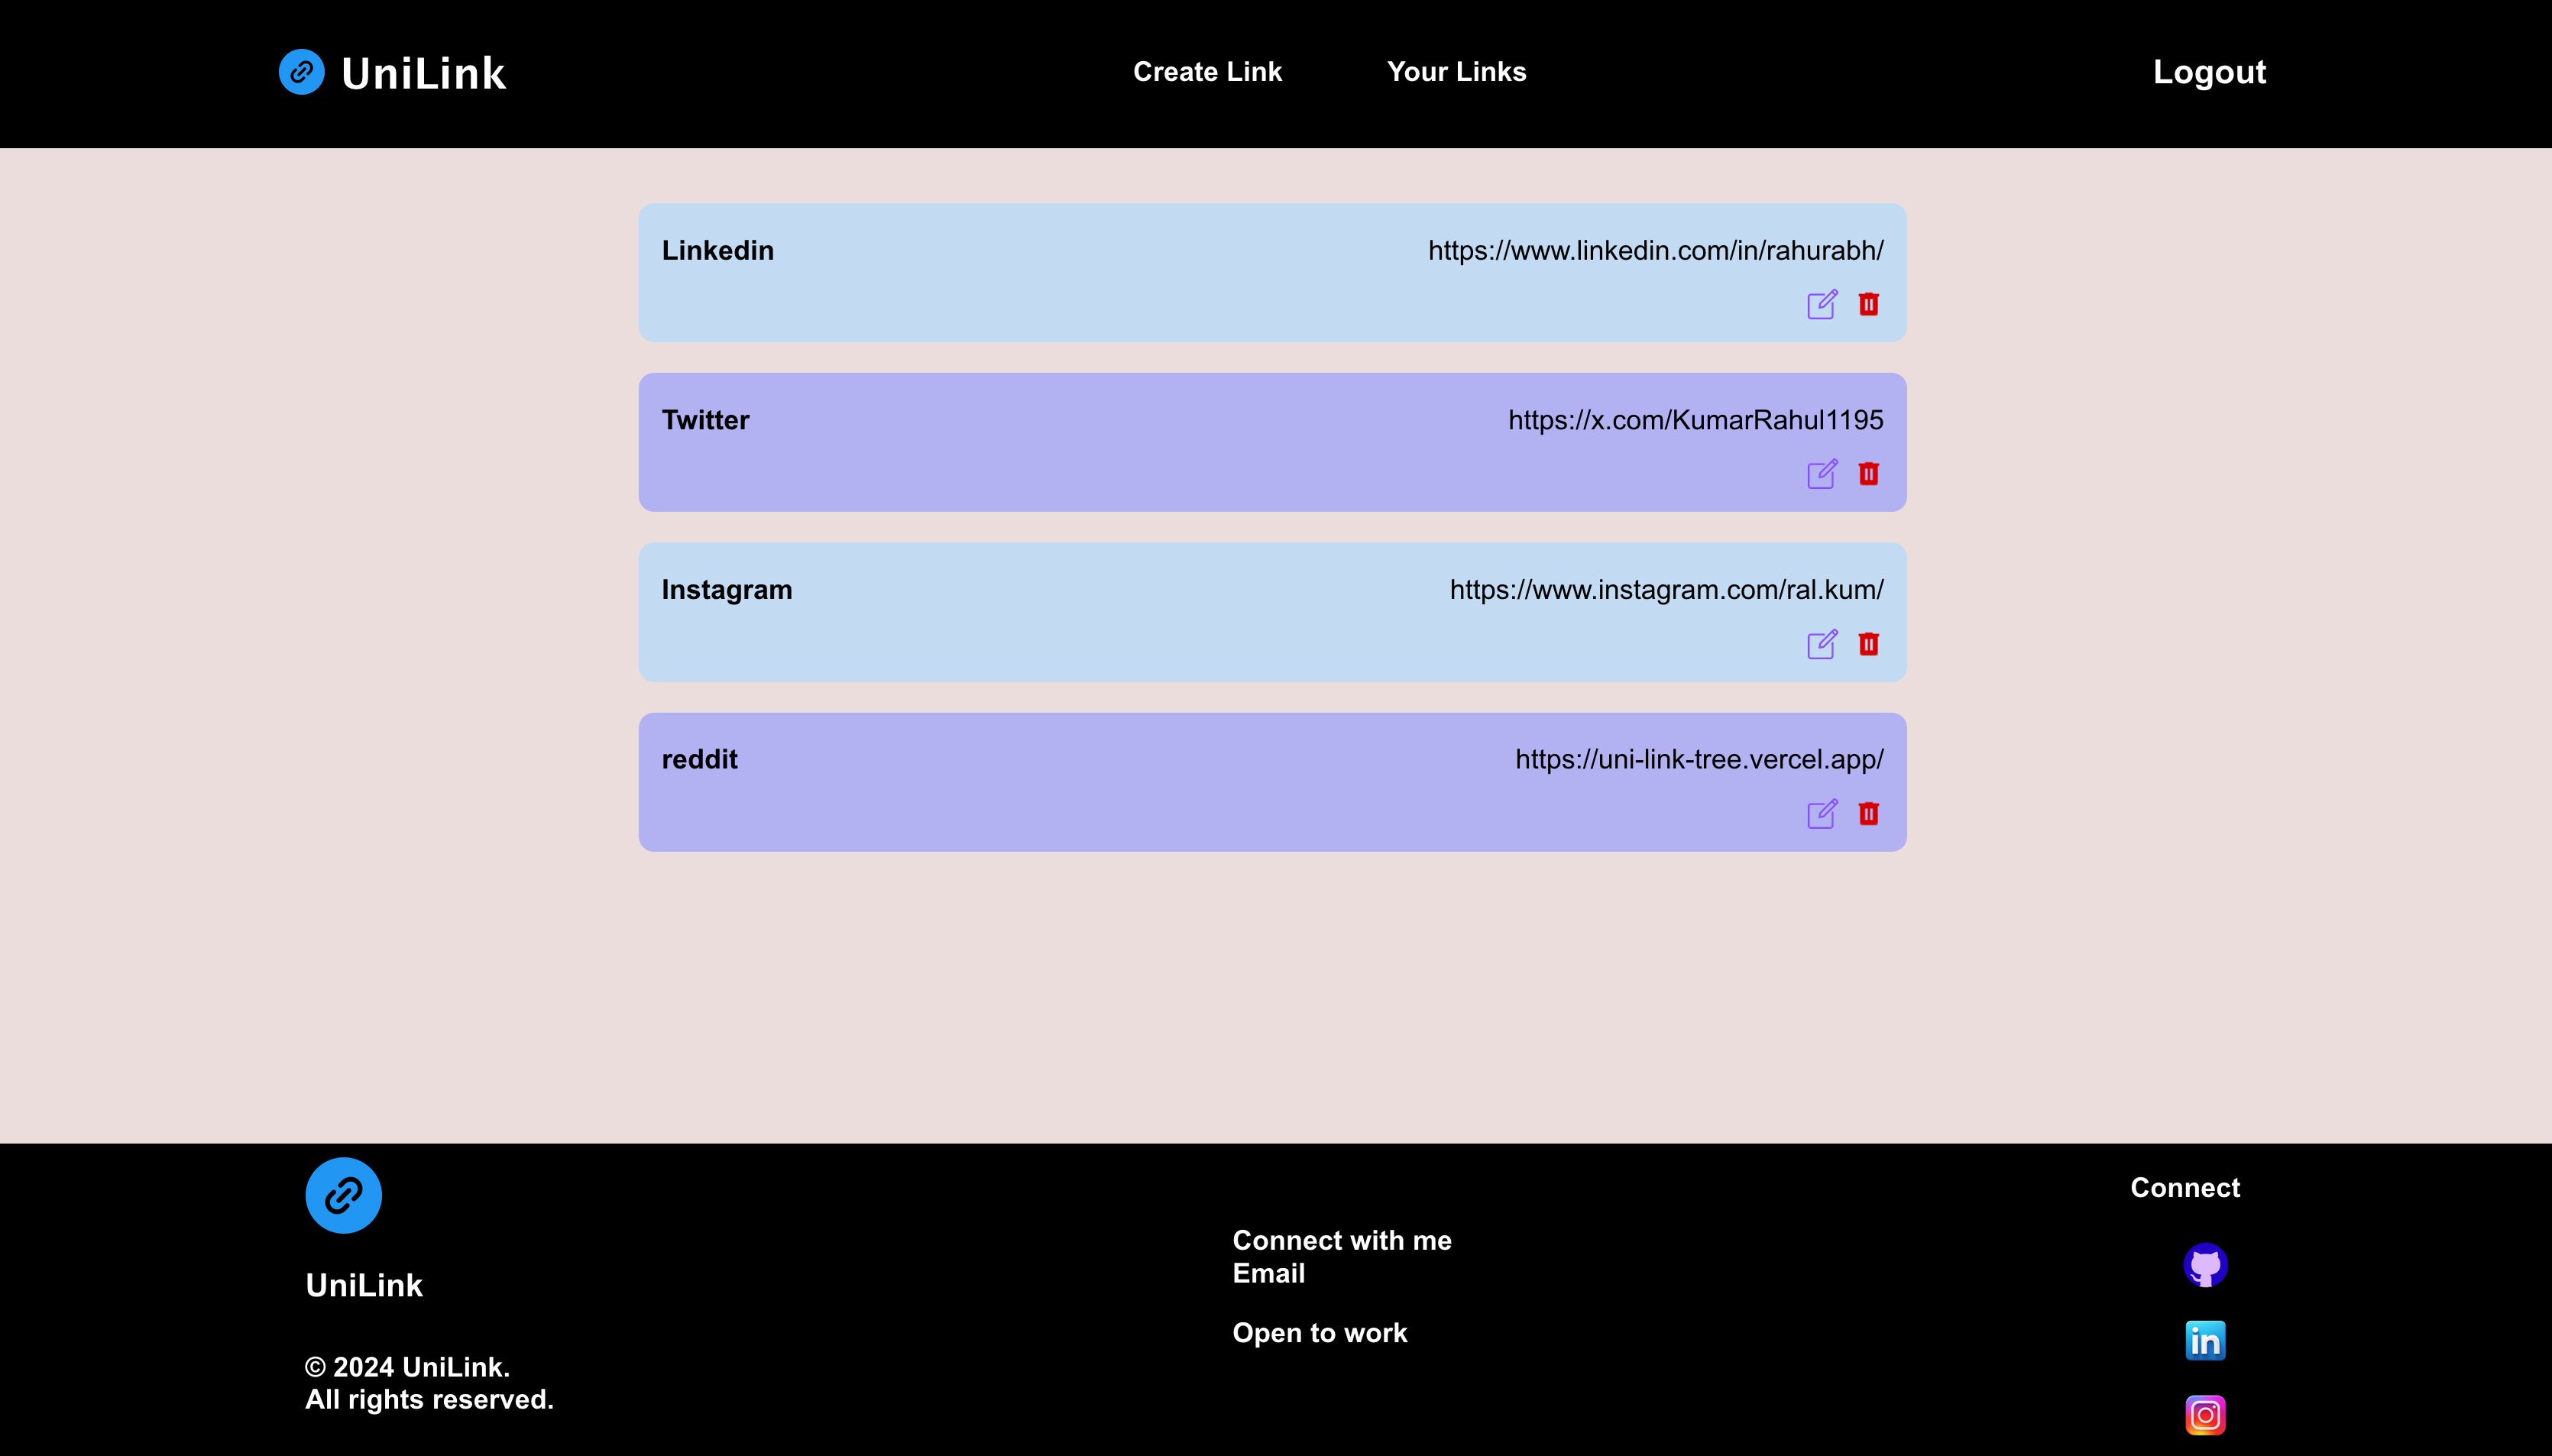 UniLink
Create Link
Your Links
Logout
Linkedin
https://www.linkedin.com/in/rahurabh/
Twitter
https://x.com/KumarRahul1195
Instagram
https://www.instagram.com/ral.kum/
reddit
https://uni-link-tree.vercel.app/
UniLink
© 2024 UniLink.
All rights reserved.
Connect with me
Email
Open to work
Connect
in